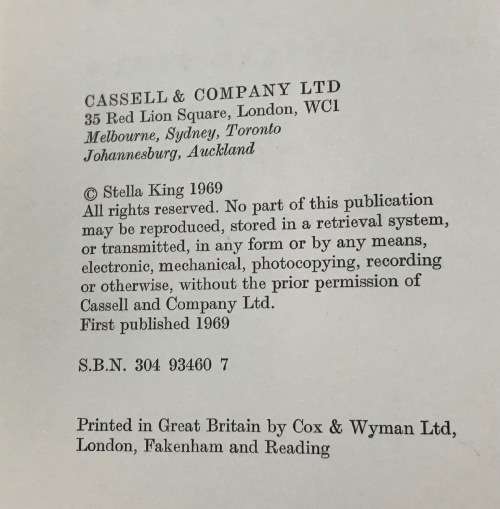 CASSELL & COMPANY LTD
35 Red Lion Square, London, WC1
Melbourne, Sydney, Toronto
Johannesburg, Auckland
© Stella King 1969
All rights reserved. No part of this publication
may be reproduced, stored in a retrieval system,
or transmitted, in any form or by any means,
electronic, mechanical, photocopying, recording
or otherwise, without the prior permission of
Cassell and Company Ltd.
First published 1969
S.B.N. 304 93460 7
Printed in Great Britain by Cox & Wyman Ltd,
London, Fakenham and Reading